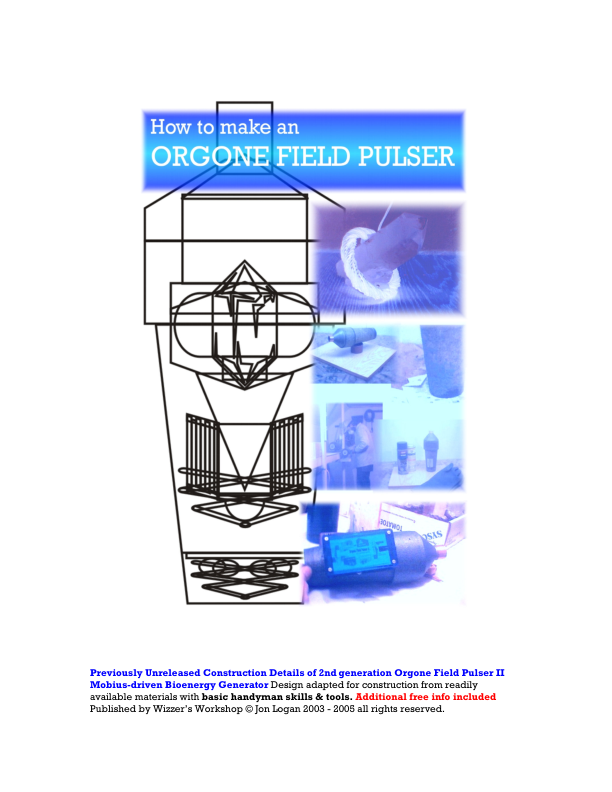 How to make an
ORGONE FIELD PULSER
SYSCO
TOMATOE
Previously Unreleased Construction Details of 2nd generation Orgone Field Pulser II
Mobius-driven Bioenergy Generator Design adapted for construction from readily
available materials with basic handyman skills & tools. Additional free info included
Published by Wizzer's Workshop © Jon Logan 2003 - 2005 all rights reserved.